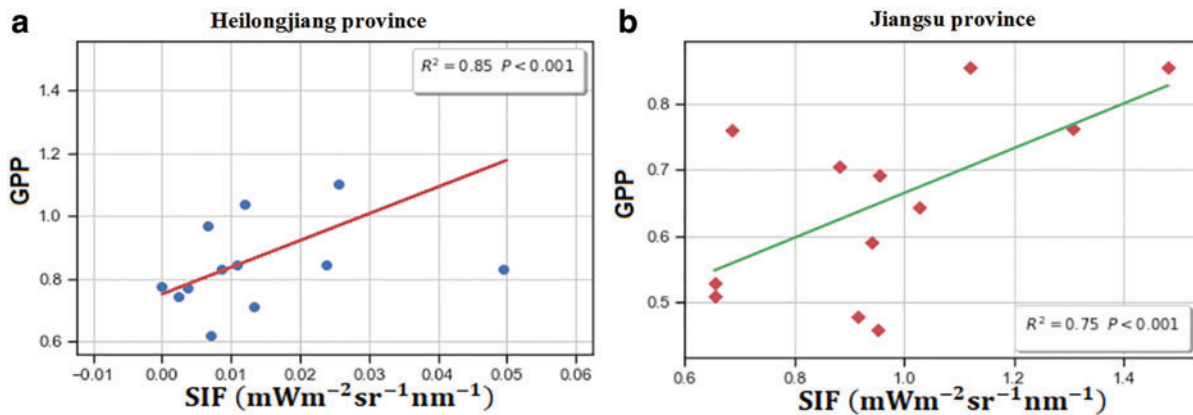 a
Heilongjiang province
R² = 0.85 P < 0.001
GPP
1.4
1.2
1.0
0.8
0.6
−0.01 0.00 0.01 0.02 0.03 0.04 0.05 0.06
SIF (mWm⁻²sr⁻¹nm⁻¹)
b
Jiangsu province
GPP
0.8
0.7
0.6
0.5
R² = 0.75 P < 0.001
0.6 0.8 1.0 1.2 1.4
SIF (mWm⁻²sr⁻¹nm⁻¹)